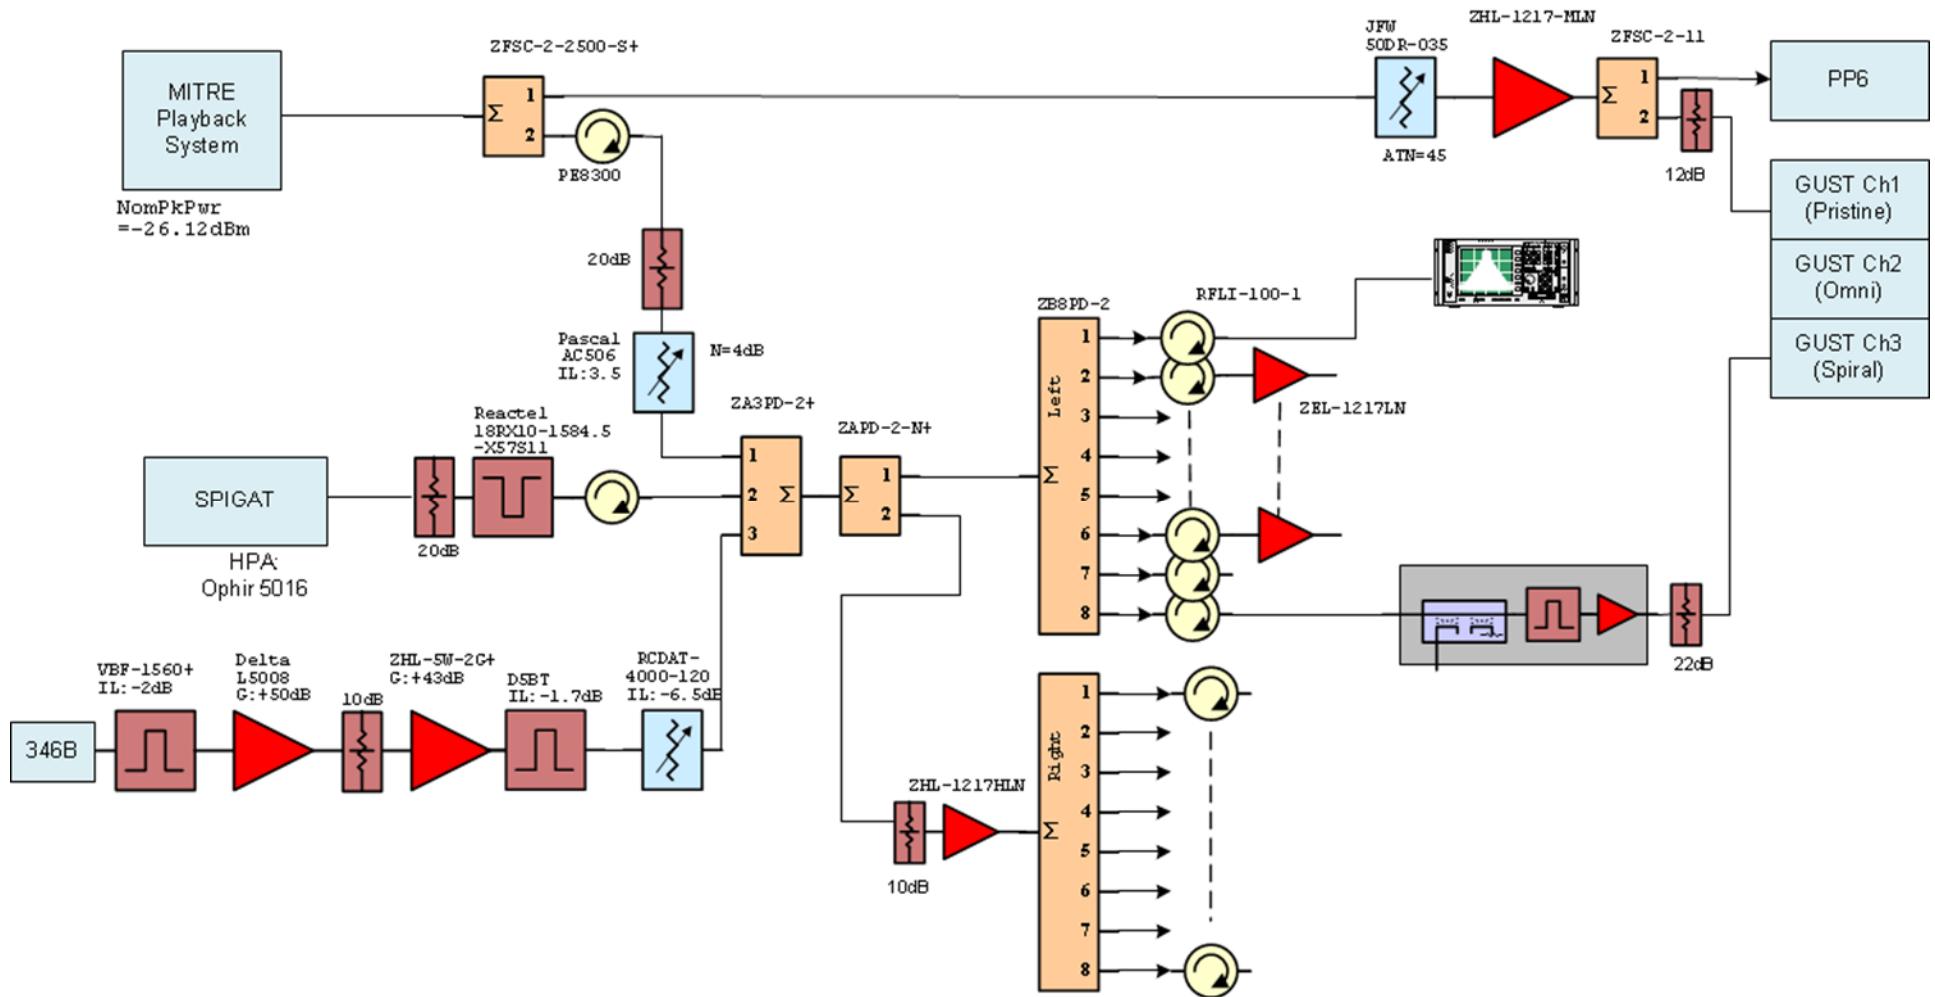 ZFSC-2-2500-S+
MITRE
Playback
System
NomPkPwr
=-26.12dBm
Σ
1
2
PE8300
JFW
50DR-035
ATN=45
ZHL-1217-MLN
ZFSC-2-11
Σ
1
2
12dB
PP6
GUST Ch1
(Pristine)
GUST Ch2
(Omni)
GUST Ch3
(Spiral)
20dB
Pascal
AC506
IL:3.5
N=4dB
Reactel
18RX10-1584.5
-X57S11
SPIGAT
HPA:
Ophir 5016
20dB
ZA3PD-2+
1
2
3
Σ
ZAPD-2-N+
Σ
1
2
ZB8PD-2
Left
Σ
1
2
3
4
5
6
7
8
RFLI-100-1
ZEL-1217LN
22dB
VBF-1560+
IL:-2dB
346B
Delta
L5008
G:+50dB
10dB
ZHL-5W-2G+
G:+43dB
D5BT
IL:-1.7dB
RCDAT-
4000-120
IL:-6.5dB
ZHL-1217HLN
10dB
Right
Σ
1
2
3
4
5
6
7
8